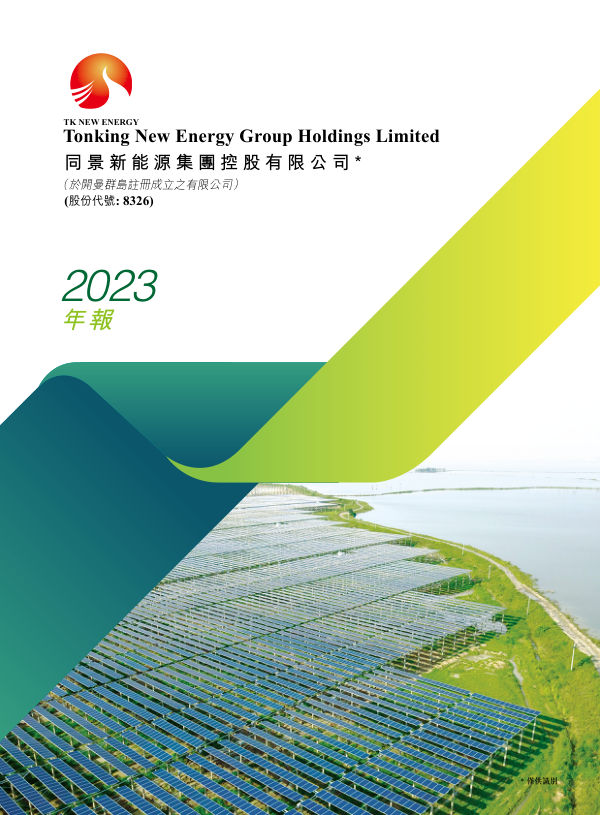 TK NEW ENERGY
Tonking New Energy Group Holdings Limited
同景新能源集團控股有限公司*
（於開曼群島註冊成立之有限公司）
(股份代號: 8326)
2023
年報
* 僅供識別